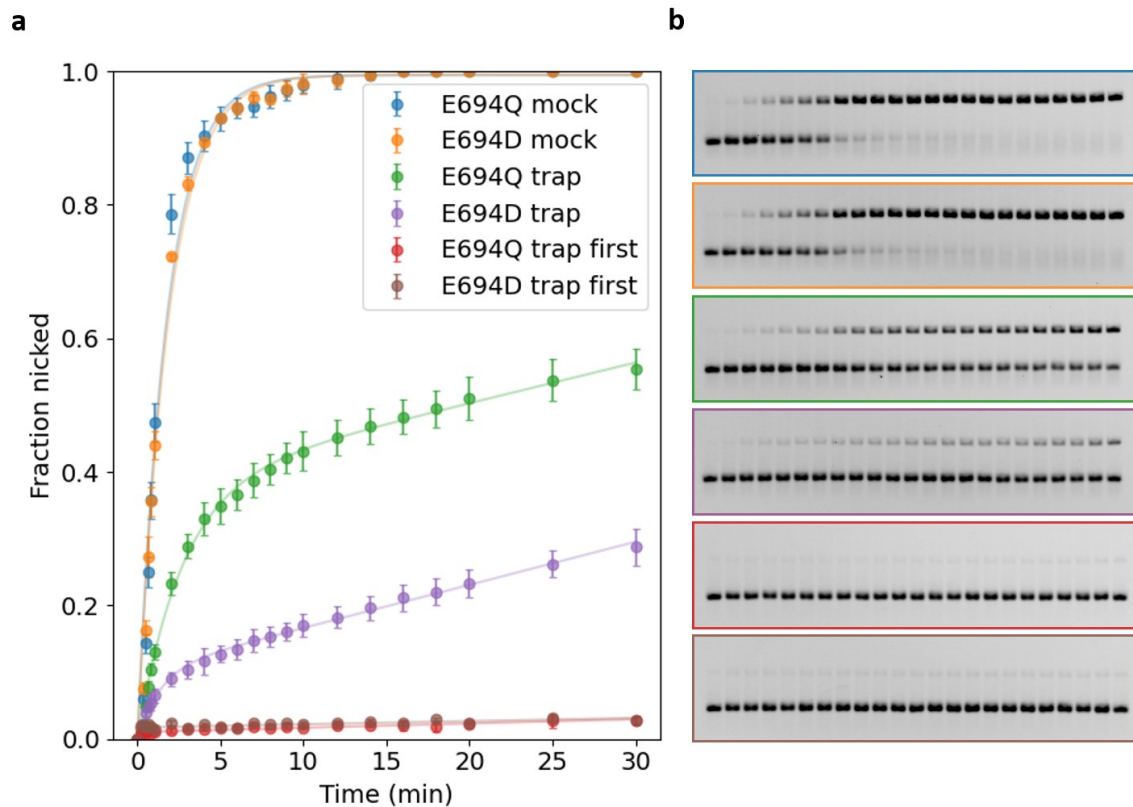 a
b
Fraction nicked
1.0
0.8
0.6
0.4
0.2
0.0
E694Q mock
E694D mock
E694Q trap
E694D trap
E694Q trap first
E694D trap first
0 5 10 15 20 25 30
Time (min)